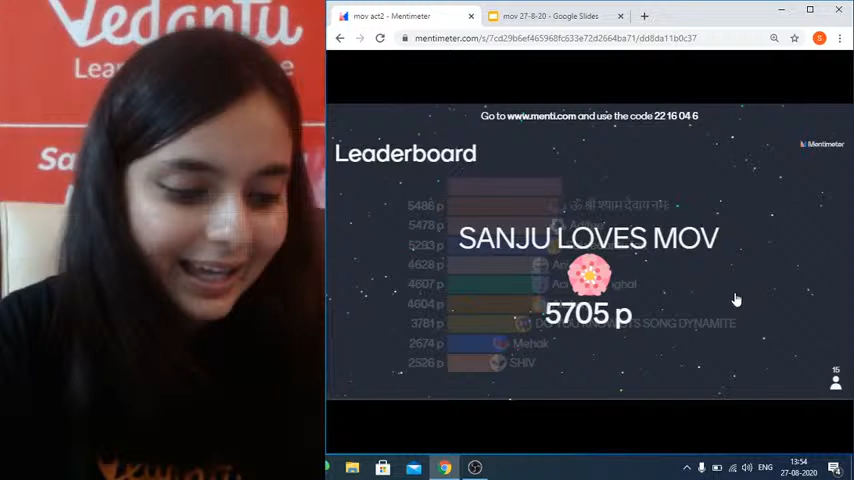 Vedantu
Lea
e
Sa
mov act2 - Mentimeter
mov 27-8-20 - Google Slides
mentimeter.com/s/7cd29b6ef465968fc633e72d2664ba71/dd8da11b0c37
S
Go to www.menti.com and use the code 22 16 04 6
Mentimeter
Leaderboard
5486 p ॐ श्री श्याम देवाय नमः
5478 p
5293 p
SANJU LOVES MOV
4628 p
4607 p
4604 p
5705 p
3781 p DO YOU KNOW BTS SONG DYNAMITE
2674 p Mehak
2526 p SHIV
15
ENG
13:54
27-08-2020
4